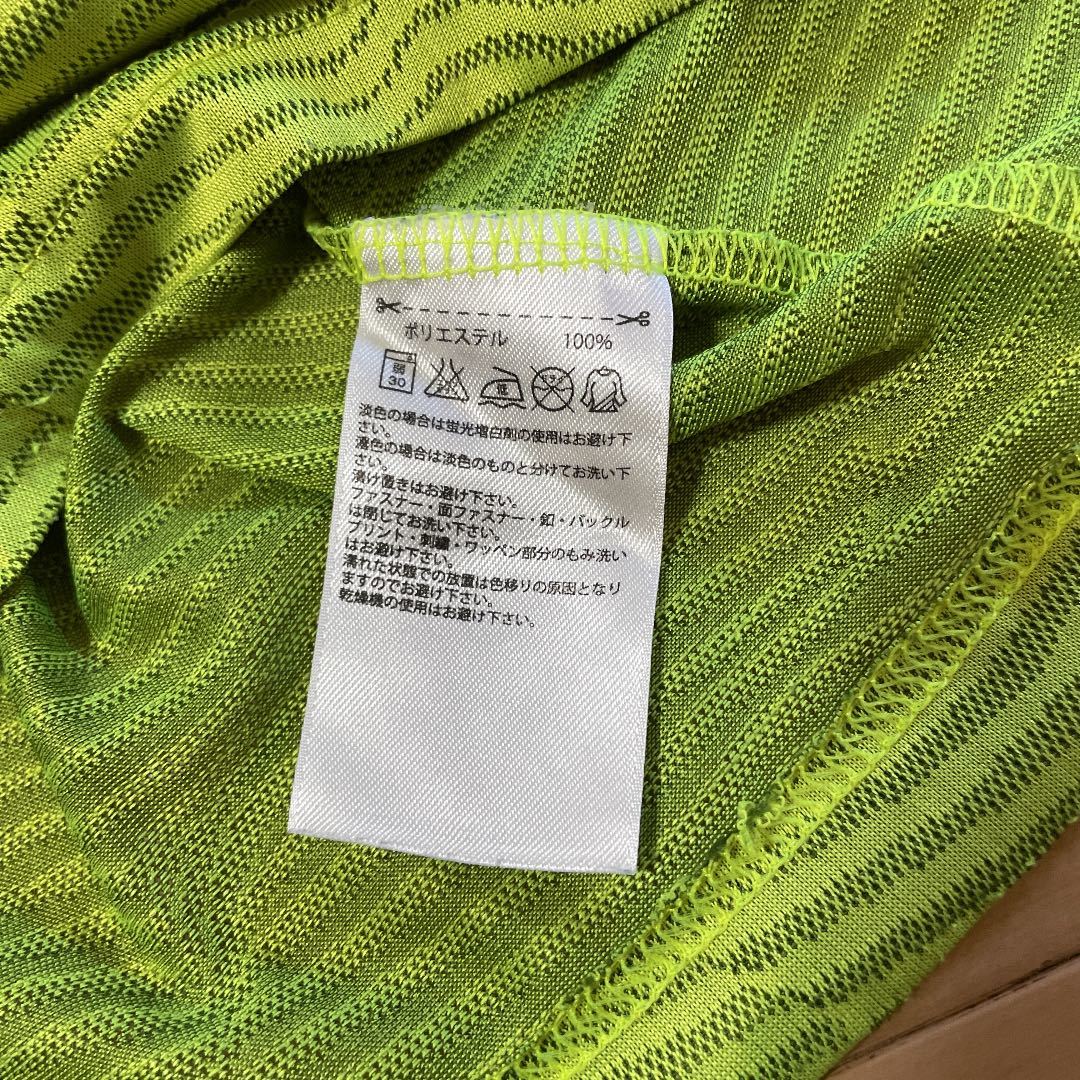 ポリエステル 100%
弱
30
低
淡色の場合は蛍光増白剤の使用はお避け下
さい。
濃色の場合は淡色のものと分けてお洗い下
さい。
漬け置きはお避け下さい。
ファスナー・面ファスナー・釦・バックル
は閉じてお洗い下さい。
プリント・刺繍・ワッペン部分のもみ洗い
はお避け下さい。
濡れた状態での放置は色移りの原因となり
ますのでお避け下さい。
乾燥機の使用はお避け下さい。